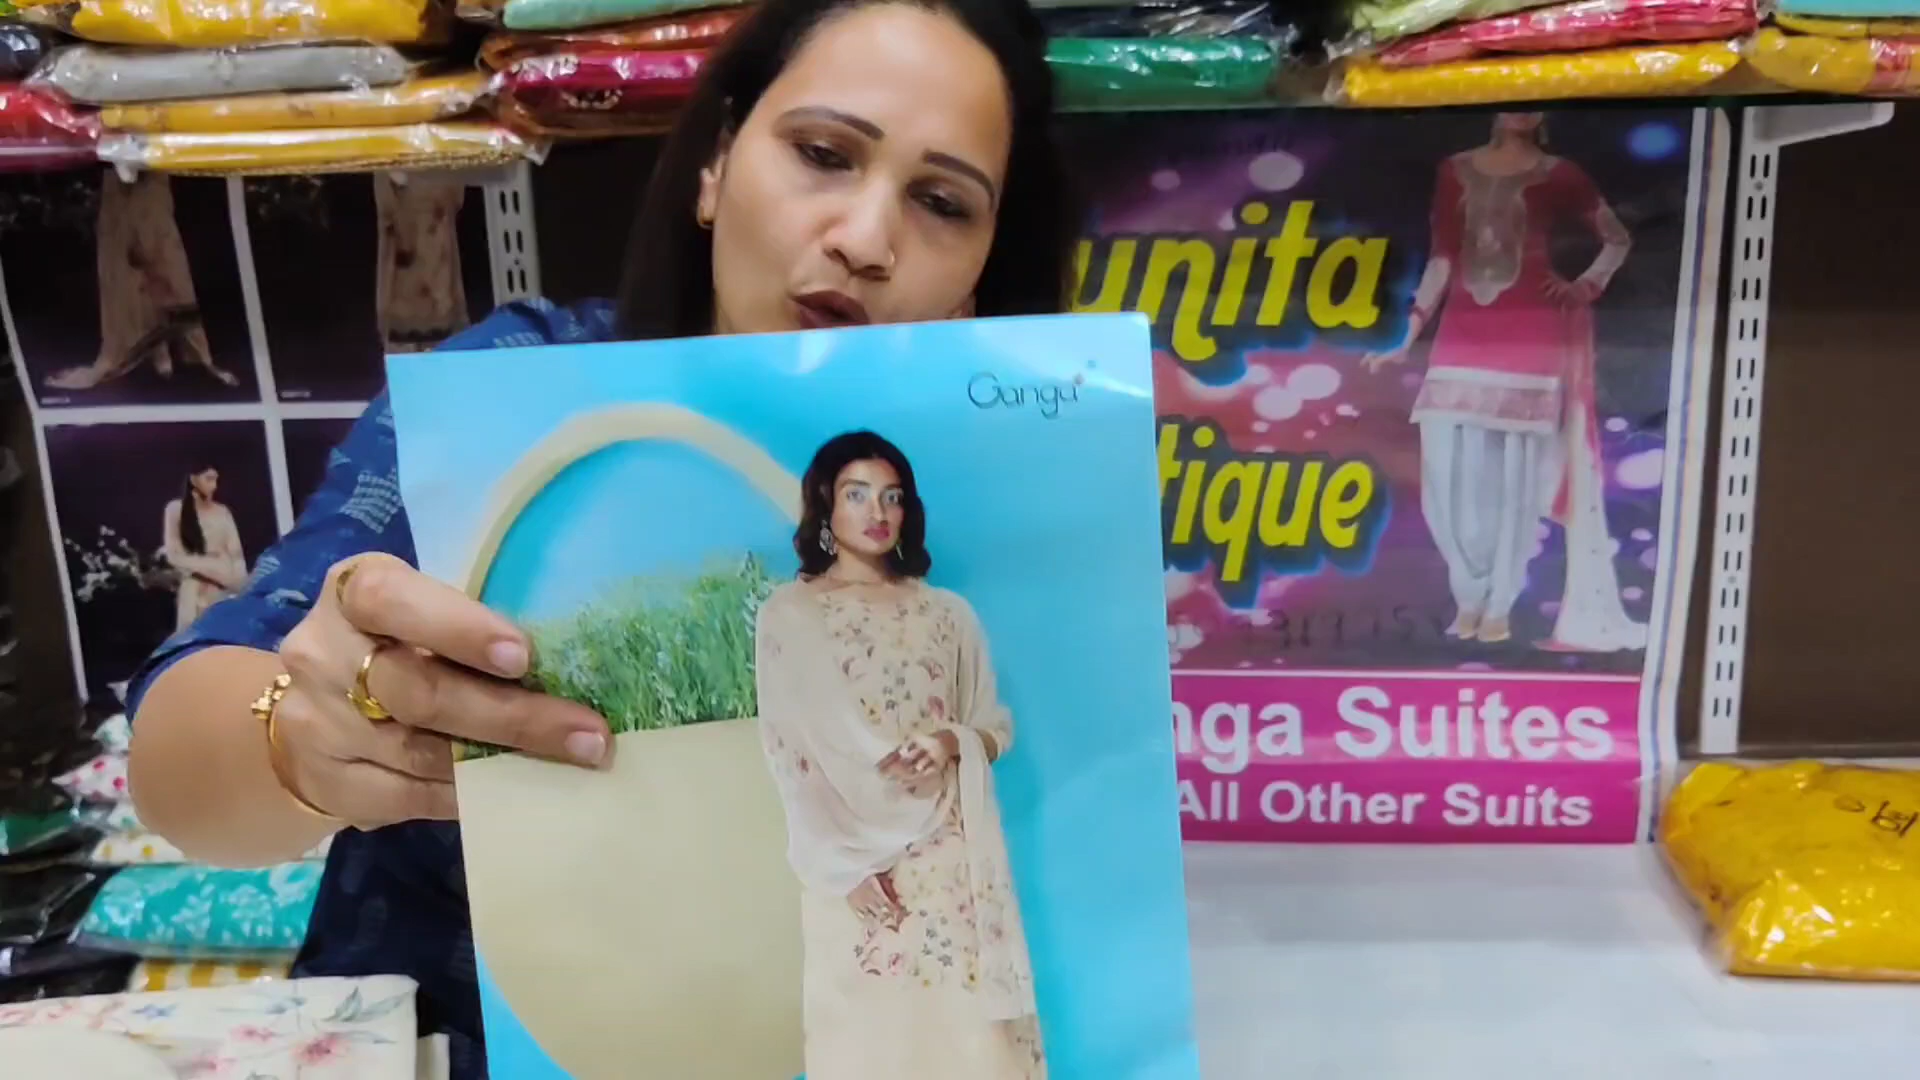 Ganga
unita
tique
nga Suites
All Other Suits